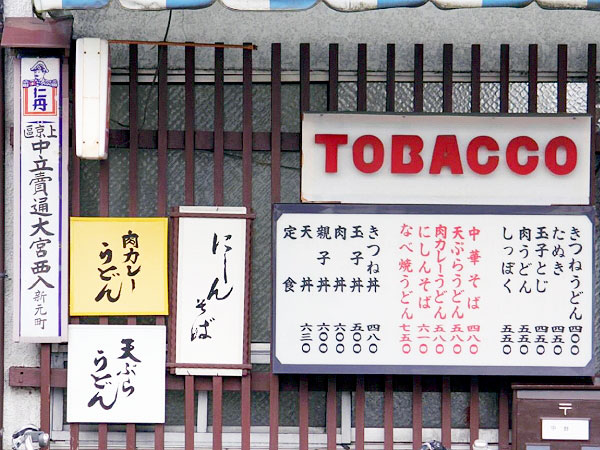 仁丹
上京區
中立賣通大宮西入
新元町
TOBACCO
肉カレーうどん
天ぷらうどん
にしんそば
きつねうどん 四〇〇
たぬき 四五〇
玉子とじ 四五〇
肉うどん 五五〇
しっぽく 五五〇
中華そば 四八〇
天ぷらうどん 五八〇
肉カレーうどん 五八〇
にしんそば 六一〇
なべ焼うどん 七五〇
きつね丼 四八〇
玉子丼 五〇〇
肉丼 六〇〇
親子丼 六〇〇
天丼 六三〇
定食
〒